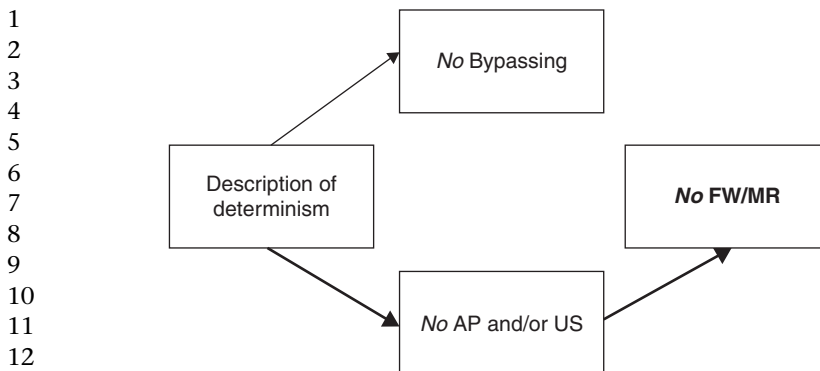 1
2
3
4
5
6
7
8
9
10
11
12
No Bypassing
Description of
determinism
No FW/MR
No AP and/or US